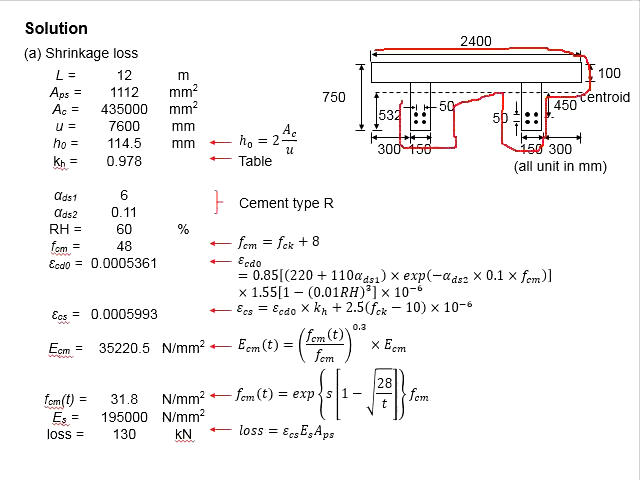 Solution
(a) Shrinkage loss
L = 12 m
Aps = 1112 mm²
Ac = 435000 mm²
u = 7600 mm
ho = 114.5 mm ← h₀ = 2 Ac/u
Kh = 0.978 ← Table
αds1 6
αds2 0.11
Cement type R
RH = 60 %
fcm = 48 ← fcm = fck + 8
εcd0 = 0.0005361 ← εcd0
= 0.85[(220 + 110αds1) × exp(−αds2 × 0.1 × fcm)]
× 1.55[1 − (0.01RH)³] × 10⁻⁶
εcs = 0.0005993 ← εcs = εcd0 × kh + 2.5(fck − 10) × 10⁻⁶
Ecm = 35220.5 N/mm² ← Ecm(t) = (fcm(t)/fcm)^0.3 × Ecm
fcm(t) = 31.8 N/mm² ← fcm(t) = exp{s[1 − √(28/t)]}fcm
Es = 195000 N/mm²
loss = 130 kN ← loss = εcsEsAps
2400
100
750
centroid
532
50
50
450
300 150
150 300
(all unit in mm)